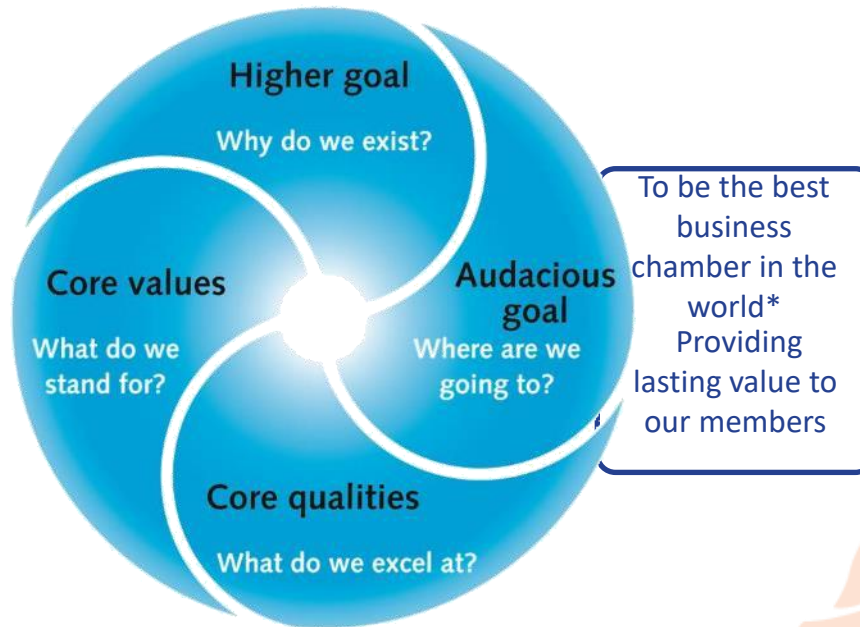 Higher goal
Why do we exist?
Core values
What do we
stand for?
Audacious
goal
Where are we
going to?
Core qualities
What do we excel at?
To be the best
business
chamber in the
world*
Providing
lasting value to
our members